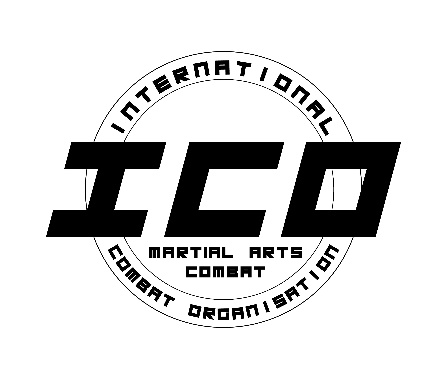 INTERNATIONAL
ICO
MARTIAL ARTS
COMBAT
COMBAT ORGANISATION